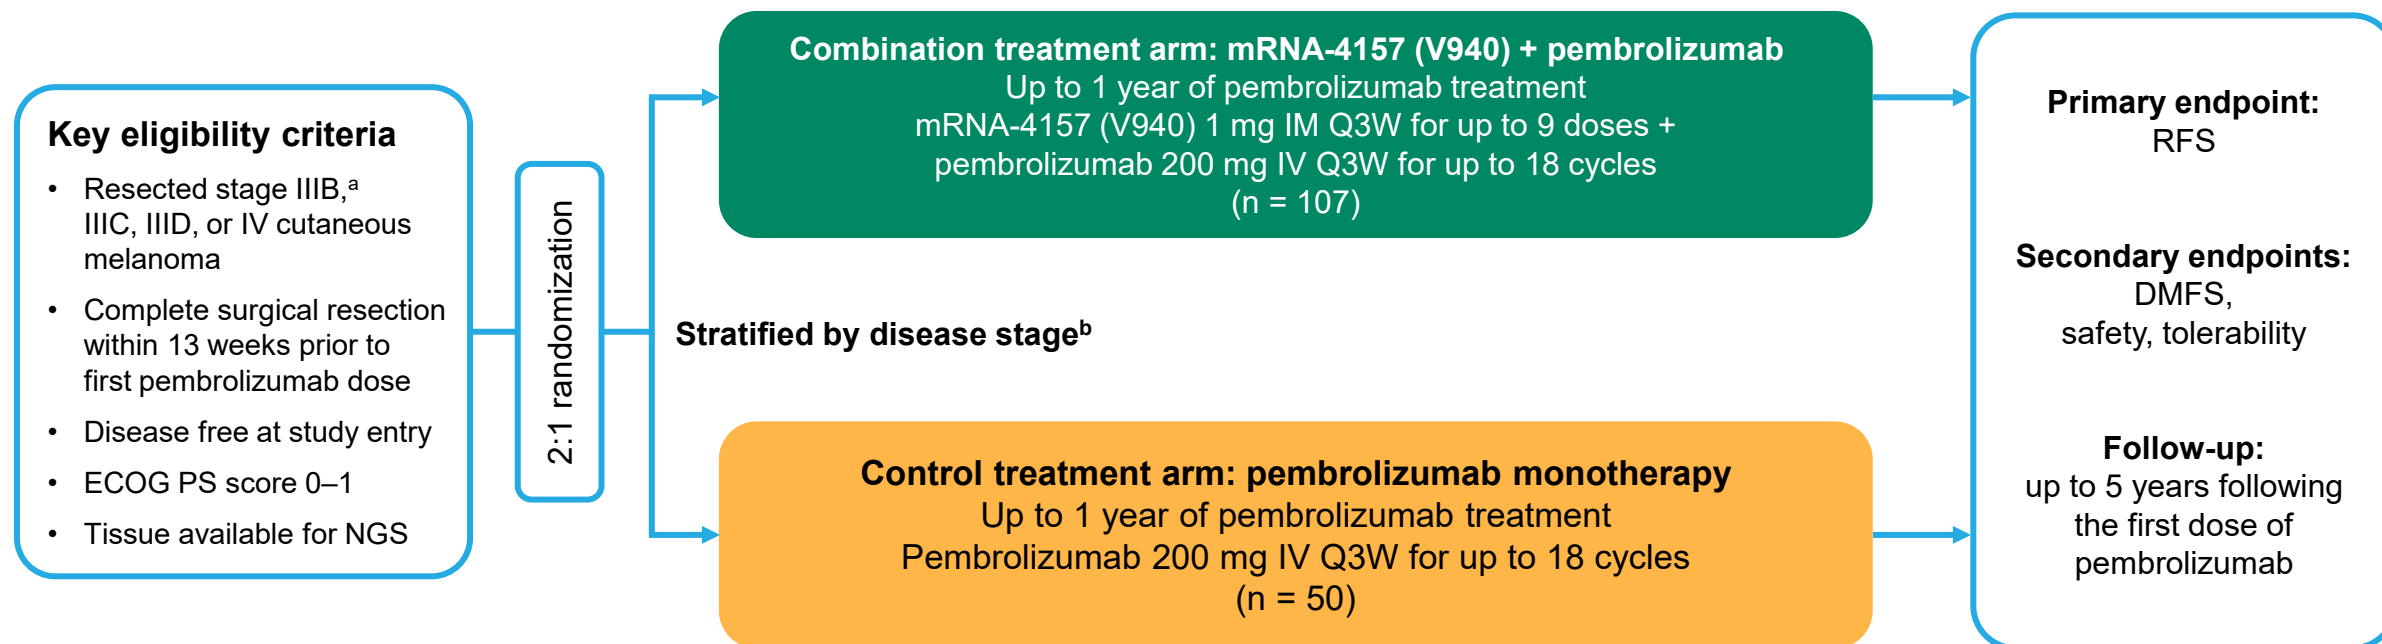 Key eligibility criteria
• Resected stage IIIB,ᵃ
IIIC, IIID, or IV cutaneous
melanoma
• Complete surgical resection
within 13 weeks prior to
first pembrolizumab dose
• Disease free at study entry
• ECOG PS score 0–1
• Tissue available for NGS
2:1 randomization
Combination treatment arm: mRNA-4157 (V940) + pembrolizumab
Up to 1 year of pembrolizumab treatment
mRNA-4157 (V940) 1 mg IM Q3W for up to 9 doses +
pembrolizumab 200 mg IV Q3W for up to 18 cycles
(n = 107)
Stratified by disease stageᵇ
Control treatment arm: pembrolizumab monotherapy
Up to 1 year of pembrolizumab treatment
Pembrolizumab 200 mg IV Q3W for up to 18 cycles
(n = 50)
Primary endpoint:
RFS
Secondary endpoints:
DMFS,
safety, tolerability
Follow-up:
up to 5 years following
the first dose of
pembrolizumab